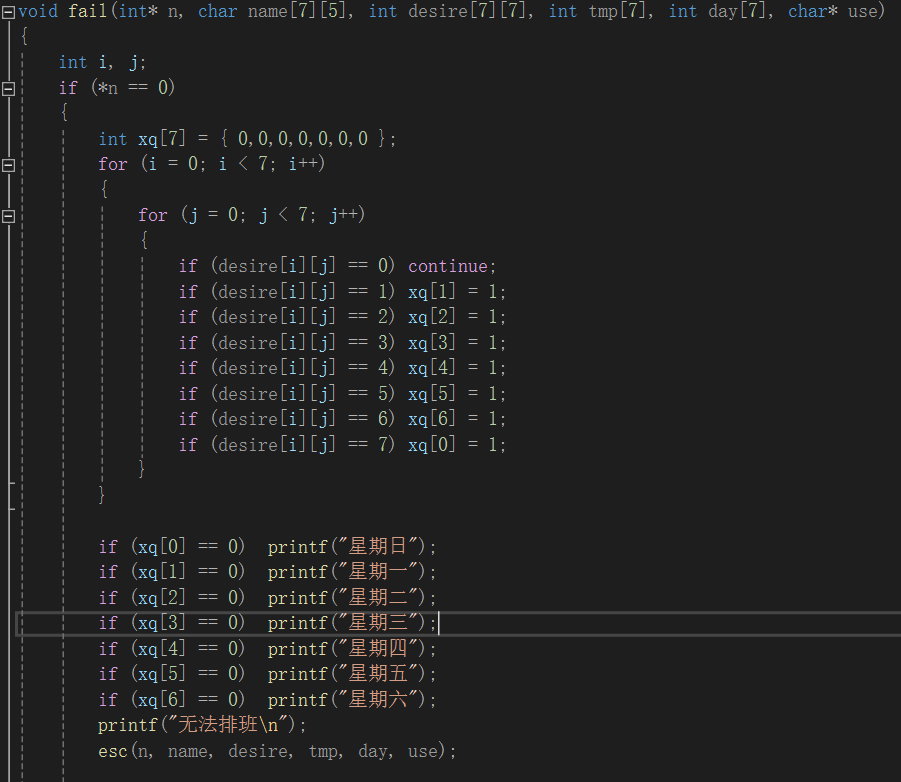 void fail(int* n, char name[7][5], int desire[7][7], int tmp[7], int day[7], char* use)
{
int i, j;
if (*n == 0)
{
int xq[7] = { 0,0,0,0,0,0,0 };
for (i = 0; i < 7; i++)
{
for (j = 0; j < 7; j++)
{
if (desire[i][j] == 0) continue;
if (desire[i][j] == 1) xq[1] = 1;
if (desire[i][j] == 2) xq[2] = 1;
if (desire[i][j] == 3) xq[3] = 1;
if (desire[i][j] == 4) xq[4] = 1;
if (desire[i][j] == 5) xq[5] = 1;
if (desire[i][j] == 6) xq[6] = 1;
if (desire[i][j] == 7) xq[0] = 1;
}
}
if (xq[0] == 0)  printf("星期日");
if (xq[1] == 0)  printf("星期一");
if (xq[2] == 0)  printf("星期二");
if (xq[3] == 0)  printf("星期三");
if (xq[4] == 0)  printf("星期四");
if (xq[5] == 0)  printf("星期五");
if (xq[6] == 0)  printf("星期六");
printf("无法排班\n");
esc(n, name, desire, tmp, day, use);